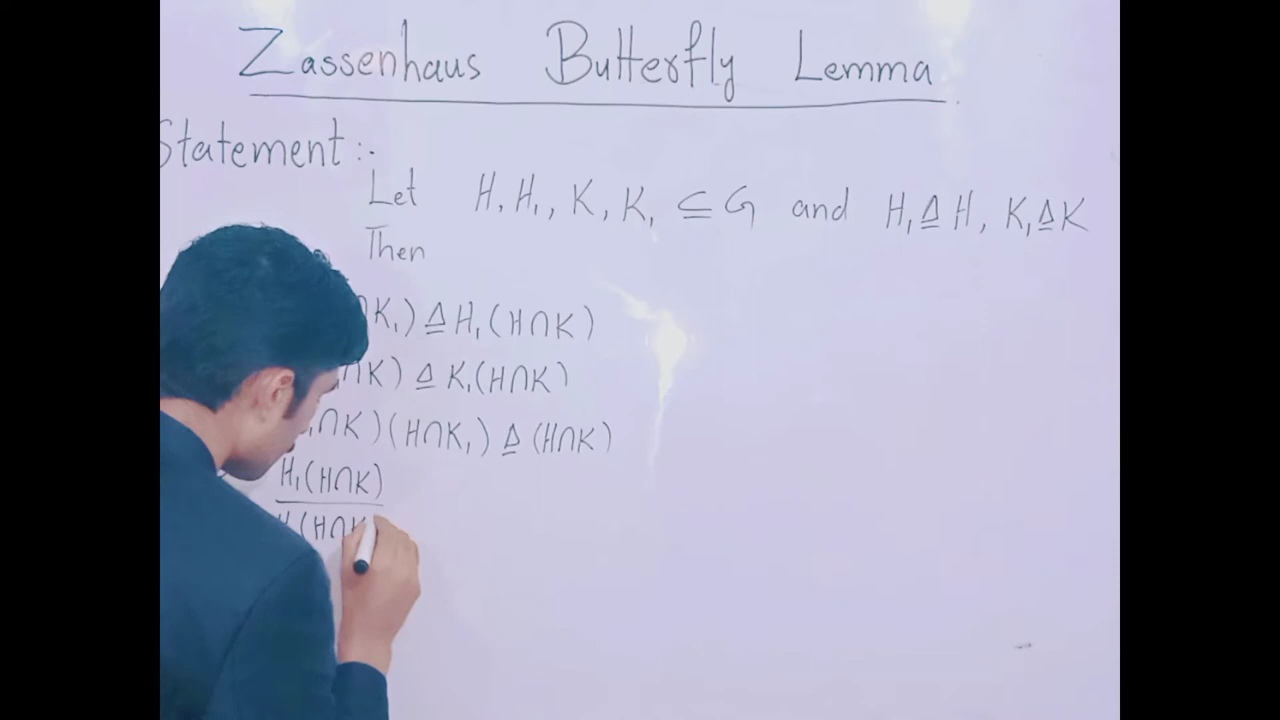 Zassenhaus Butterfly Lemma
Statement :-
Let H, H₁, K, K₁ ⊆ G and H₁ ⊴ H, K₁ ⊴ K
Then
∩K₁) ⊴ H₁(H∩K)
∩K) ⊴ K₁(H∩K)
∩K)(H∩K₁) ⊴ (H∩K)
H₁(H∩K)
(H∩K